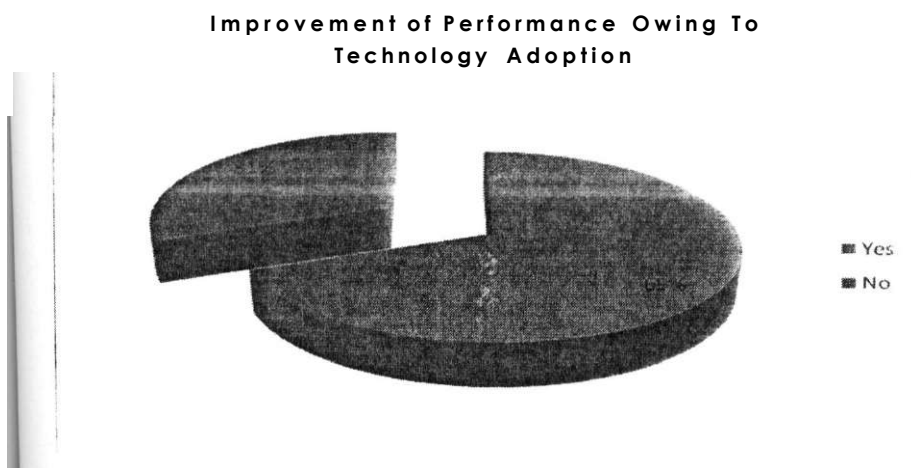 Improvement of Performance Owing To
Technology Adoption
Yes
No